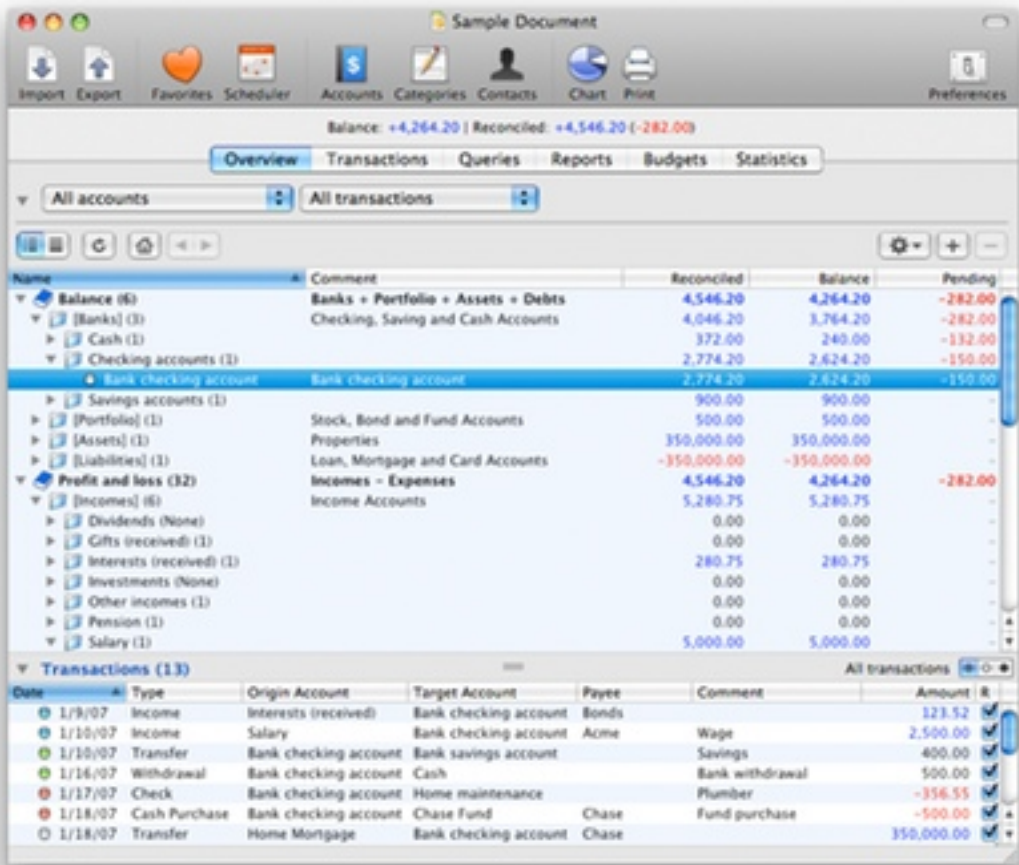 Sample Document
Import Export Favorites Scheduler Accounts Categories Contacts Chart Print Preferences
Balance: +4,264.20 | Reconciled: +4,546.20 (-282.00)
Overview Transactions Queries Reports Budgets Statistics
All accounts All transactions
Name Comment Reconciled Balance Pending
Balance (6) Banks + Portfolio + Assets + Debts 4,546.20 4,264.20 -282.00
[Banks] (3) Checking, Saving and Cash Accounts 4,046.20 3,764.20 -282.00
Cash (1) 372.00 240.00 -132.00
Checking accounts (1) 2,774.20 2,624.20 -150.00
Bank checking account Bank checking account 2,774.20 2,624.20 -150.00
Savings accounts (1) 900.00 900.00 -
[Portfolio] (1) Stock, Bond and Fund Accounts 500.00 500.00 -
[Assets] (1) Properties 350,000.00 350,000.00 -
[Liabilities] (1) Loan, Mortgage and Card Accounts -350,000.00 -350,000.00 -
Profit and loss (32) Incomes - Expenses 4,546.20 4,264.20 -282.00
[Incomes] (6) Income Accounts 5,280.75 5,280.75 -
Dividends (None) 0.00 0.00 -
Gifts (received) (1) 0.00 0.00 -
Interests (received) (1) 280.75 280.75 -
Investments (None) 0.00 0.00 -
Other incomes (1) 0.00 0.00 -
Pension (1) 0.00 0.00 -
Salary (1) 5,000.00 5,000.00 -
Transactions (13) All transactions
Date Type Origin Account Target Account Payee Comment Amount R
1/9/07 Income Interests (received) Bank checking account Bonds 123.52
1/10/07 Income Salary Bank checking account Acme Wage 2,500.00
1/10/07 Transfer Bank checking account Bank savings account Savings 400.00
1/16/07 Withdrawal Bank checking account Cash Bank withdrawal 500.00
1/17/07 Check Bank checking account Home maintenance Plumber -356.55
1/18/07 Cash Purchase Bank checking account Chase Fund Chase Fund purchase -500.00
1/18/07 Transfer Home Mortgage Bank checking account Chase 350,000.00